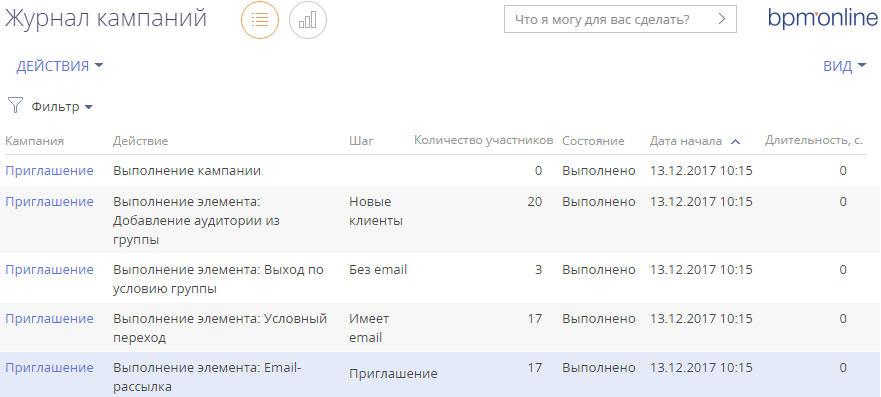 Журнал кампаний
Что я могу для вас сделать?
bpm'online
ДЕЙСТВИЯ
ВИД
Фильтр
Кампания Действие Шаг Количество участников Состояние Дата начала Длительность, с.
Приглашение Выполнение кампании 0 Выполнено 13.12.2017 10:15 0
Приглашение Выполнение элемента: Новые 20 Выполнено 13.12.2017 10:15 0
Добавление аудитории из клиенты
группы
Приглашение Выполнение элемента: Выход по Без email 3 Выполнено 13.12.2017 10:15 0
условию группы
Приглашение Выполнение элемента: Условный Имеет 17 Выполнено 13.12.2017 10:15 0
переход email
Приглашение Выполнение элемента: Email- Приглашение 17 Выполнено 13.12.2017 10:15 0
рассылка